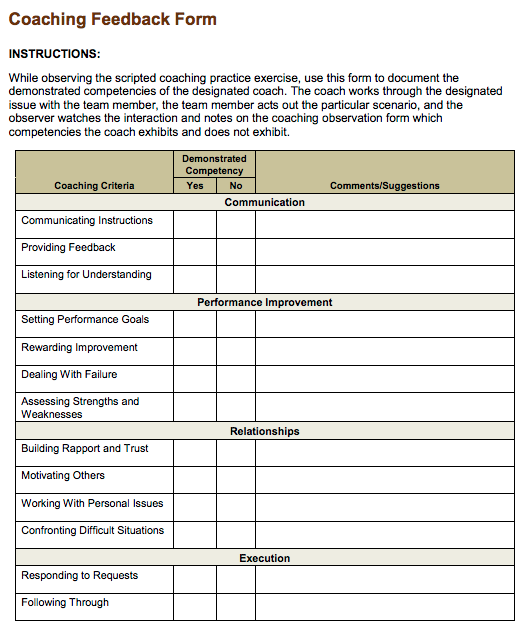 Coaching Feedback Form
INSTRUCTIONS:
While observing the scripted coaching practice exercise, use this form to document the
demonstrated competencies of the designated coach. The coach works through the designated
issue with the team member, the team member acts out the particular scenario, and the
observer watches the interaction and notes on the coaching observation form which
competencies the coach exhibits and does not exhibit.
Demonstrated
Competency
Coaching Criteria Yes No Comments/Suggestions
Communication
Communicating Instructions
Providing Feedback
Listening for Understanding
Performance Improvement
Setting Performance Goals
Rewarding Improvement
Dealing With Failure
Assessing Strengths and
Weaknesses
Relationships
Building Rapport and Trust
Motivating Others
Working With Personal Issues
Confronting Difficult Situations
Execution
Responding to Requests
Following Through